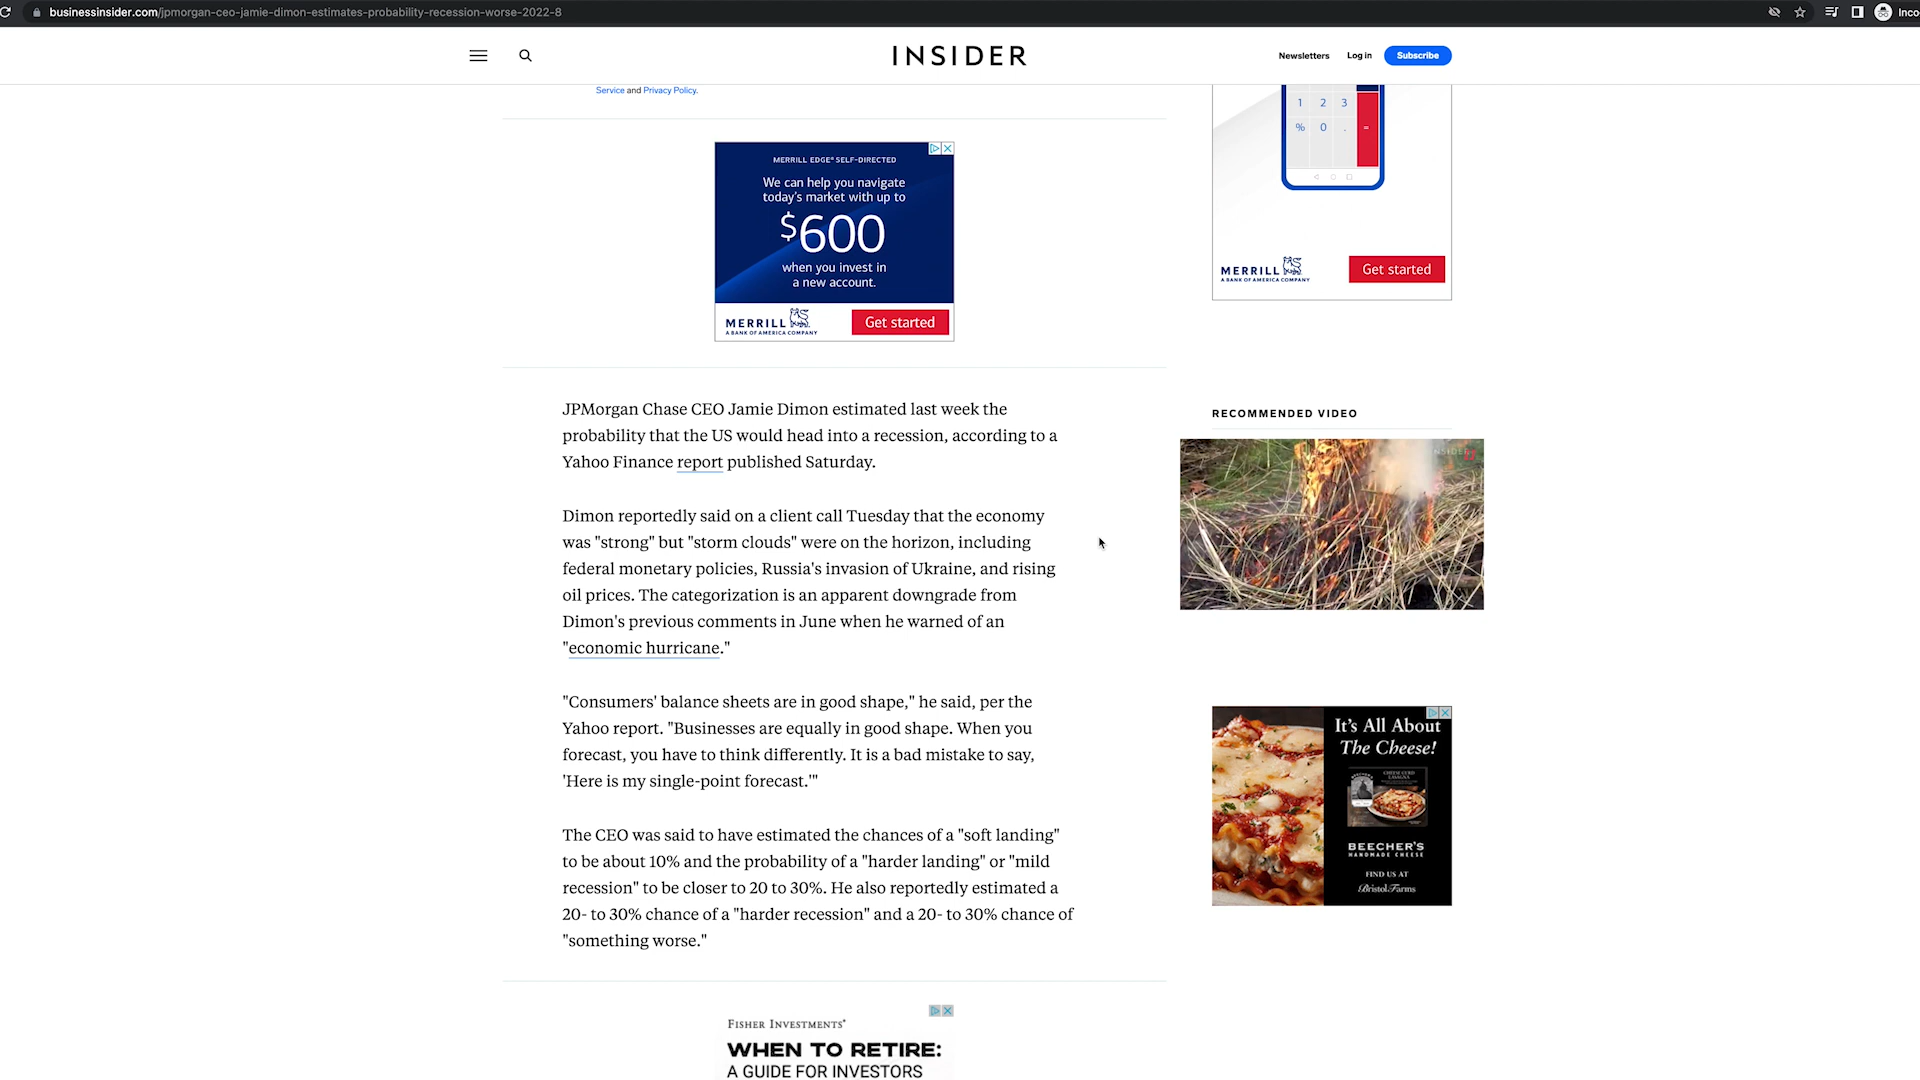 businessinsider.com/jpmorgan-ceo-jamie-dimon-estimates-probability-recession-worse-2022-8
Inco
INSIDER
Newsletters
Log in
Subscribe
Service and Privacy Policy.
MERRILL EDGE® SELF-DIRECTED
We can help you navigate
today's market with up to
$600
when you invest in
a new account.
MERRILL
A BANK OF AMERICA COMPANY
Get started
1 2 3
% 0 . =
MERRILL
A BANK OF AMERICA COMPANY
Get started
JPMorgan Chase CEO Jamie Dimon estimated last week the
probability that the US would head into a recession, according to a
Yahoo Finance report published Saturday.
Dimon reportedly said on a client call Tuesday that the economy
was "strong" but "storm clouds" were on the horizon, including
federal monetary policies, Russia's invasion of Ukraine, and rising
oil prices. The categorization is an apparent downgrade from
Dimon's previous comments in June when he warned of an
"economic hurricane."
"Consumers' balance sheets are in good shape," he said, per the
Yahoo report. "Businesses are equally in good shape. When you
forecast, you have to think differently. It is a bad mistake to say,
'Here is my single-point forecast.'"
The CEO was said to have estimated the chances of a "soft landing"
to be about 10% and the probability of a "harder landing" or "mild
recession" to be closer to 20 to 30%. He also reportedly estimated a
20- to 30% chance of a "harder recession" and a 20- to 30% chance of
"something worse."
RECOMMENDED VIDEO
INSIDER
It's All About
The Cheese!
BEECHER'S
HANDMADE CHEESE
FIND US AT
Bristol Farms
FISHER INVESTMENTS®
WHEN TO RETIRE:
A GUIDE FOR INVESTORS